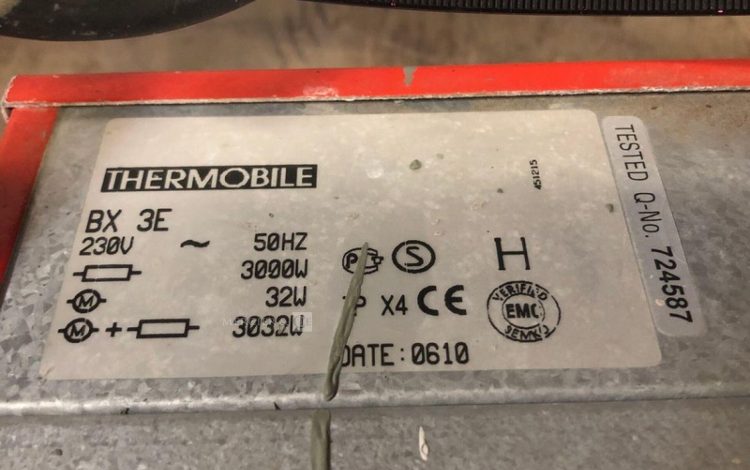 THERMOBILE
451215
BX 3E
230V ~ 50HZ
3000W
M 32W
M + 3032W
S
H
X4 CE
VERIFIED
EMC
SEMKO
DATE: 0610
TESTED Q-No. 724587